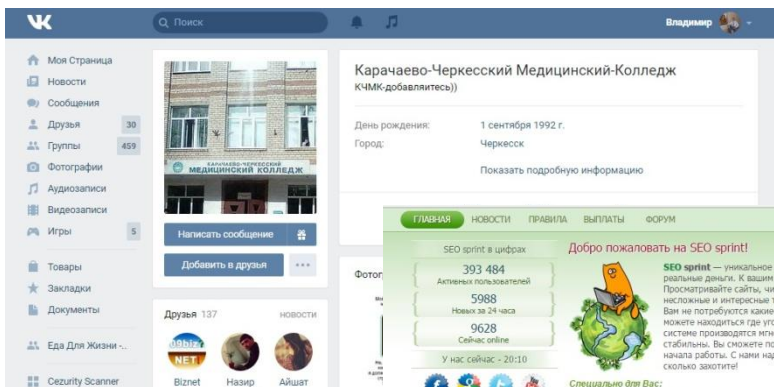 Поиск
Владимир
Моя Страница
Новости
Сообщения
Друзья 30
Группы 459
Фотографии
Аудиозаписи
Видеозаписи
Игры 5
Товары
Закладки
Документы
Еда Для Жизни -..
Cezurity Scanner
КАРАЧАЕВО-ЧЕРКЕССКИЙ
МЕДИЦИНСКИЙ КОЛЛЕДЖ
Написать сообщение
Добавить в друзья
Друзья 137 новости
09biz
NET
Biznet Назир Айшат
Карачаево-Черкесский Медицинский-Колледж
КЧМК-добавляитесь))
День рождения: 1 сентября 1992 г.
Город: Черкесск
Показать подробную информацию
Фотог
ГЛАВНАЯ НОВОСТИ ПРАВИЛА ВЫПЛАТЫ ФОРУМ
SEO sprint в цифрах
393 484
Активных пользователей
5988
Новых за 24 часа
9628
Сейчас online
У нас сейчас - 20:10
Добро пожаловать на SEO sprint!
SEO sprint — уникальное
реальные деньги. К вашим
Просматривайте сайты, чи
несложные и интересные т
Вам не потребуются какие
можете находиться где уго
системе производятся мгн
стабильны. Вы сможете по
начала работы. С нами над
сколько захотите!
Специально для Вас: